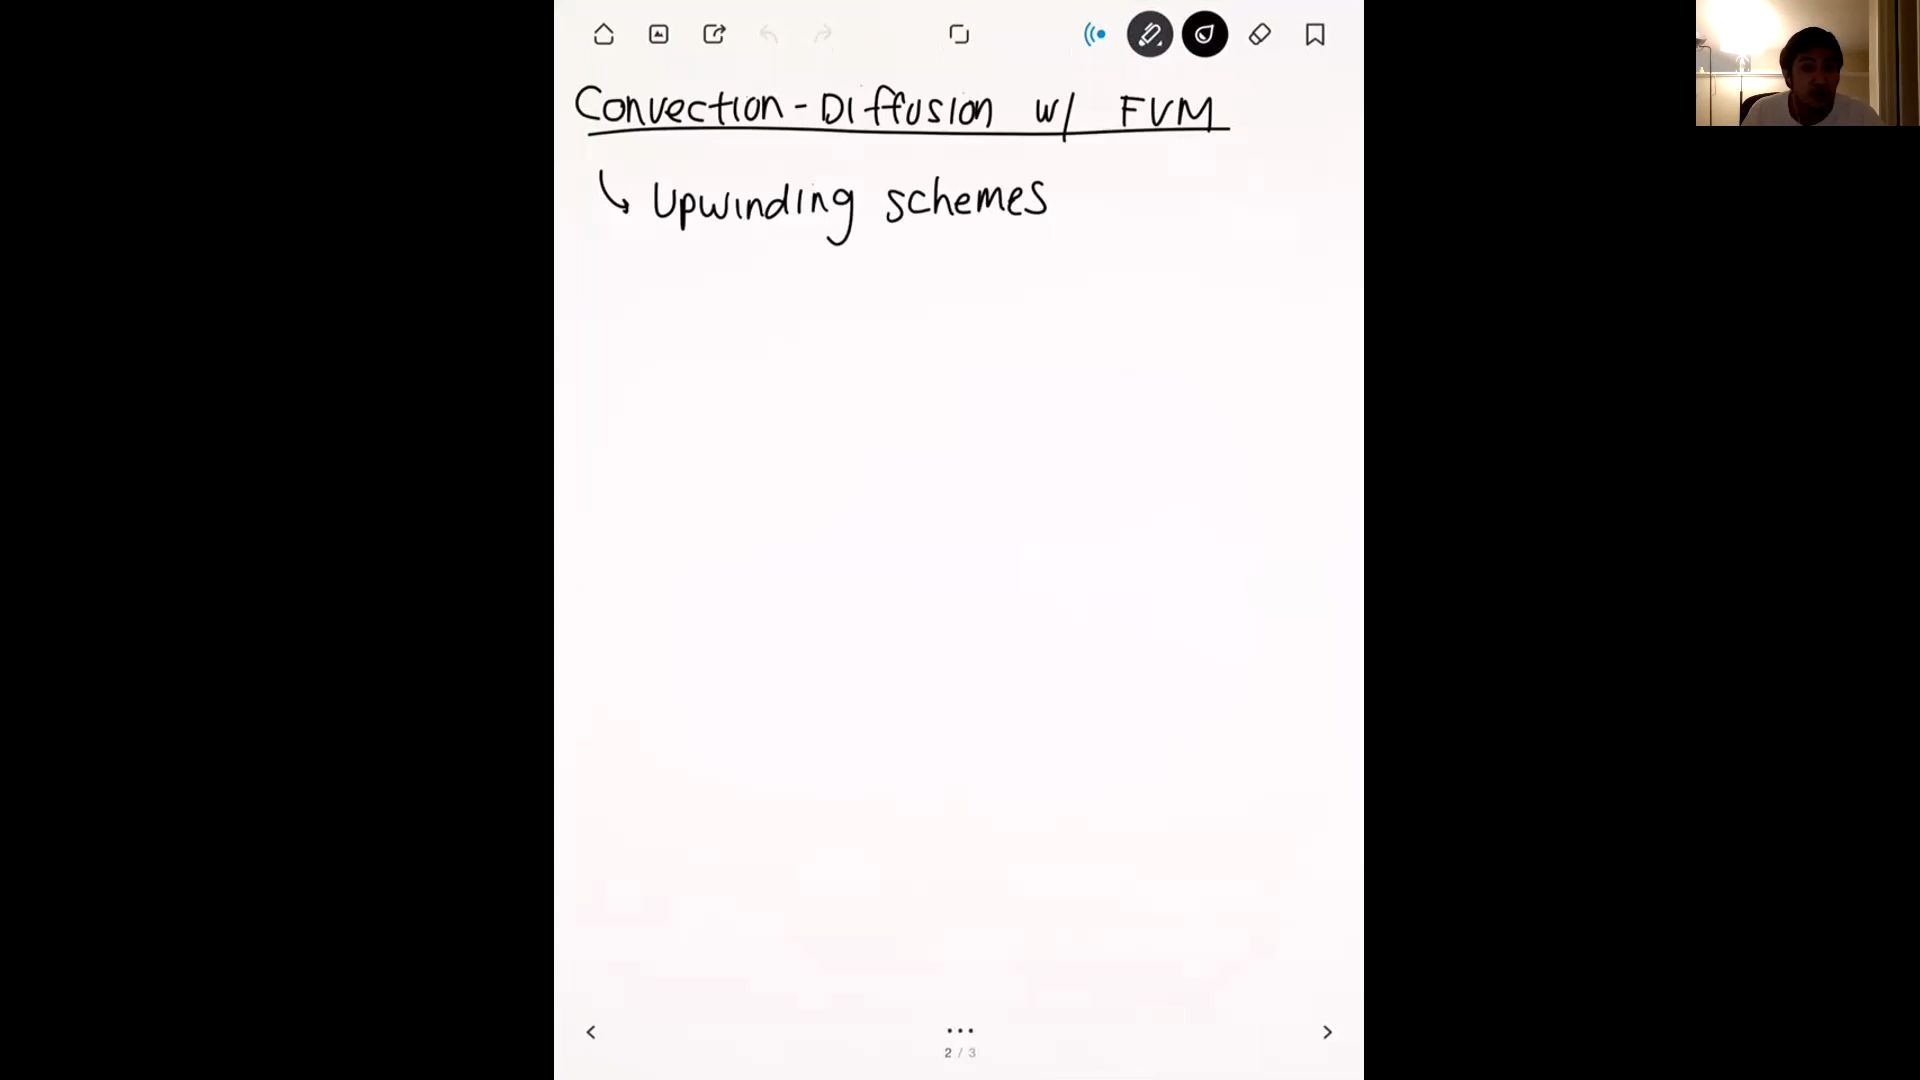 Convection - Diffusion w/ FVM
↳ Upwinding schemes
2 / 3